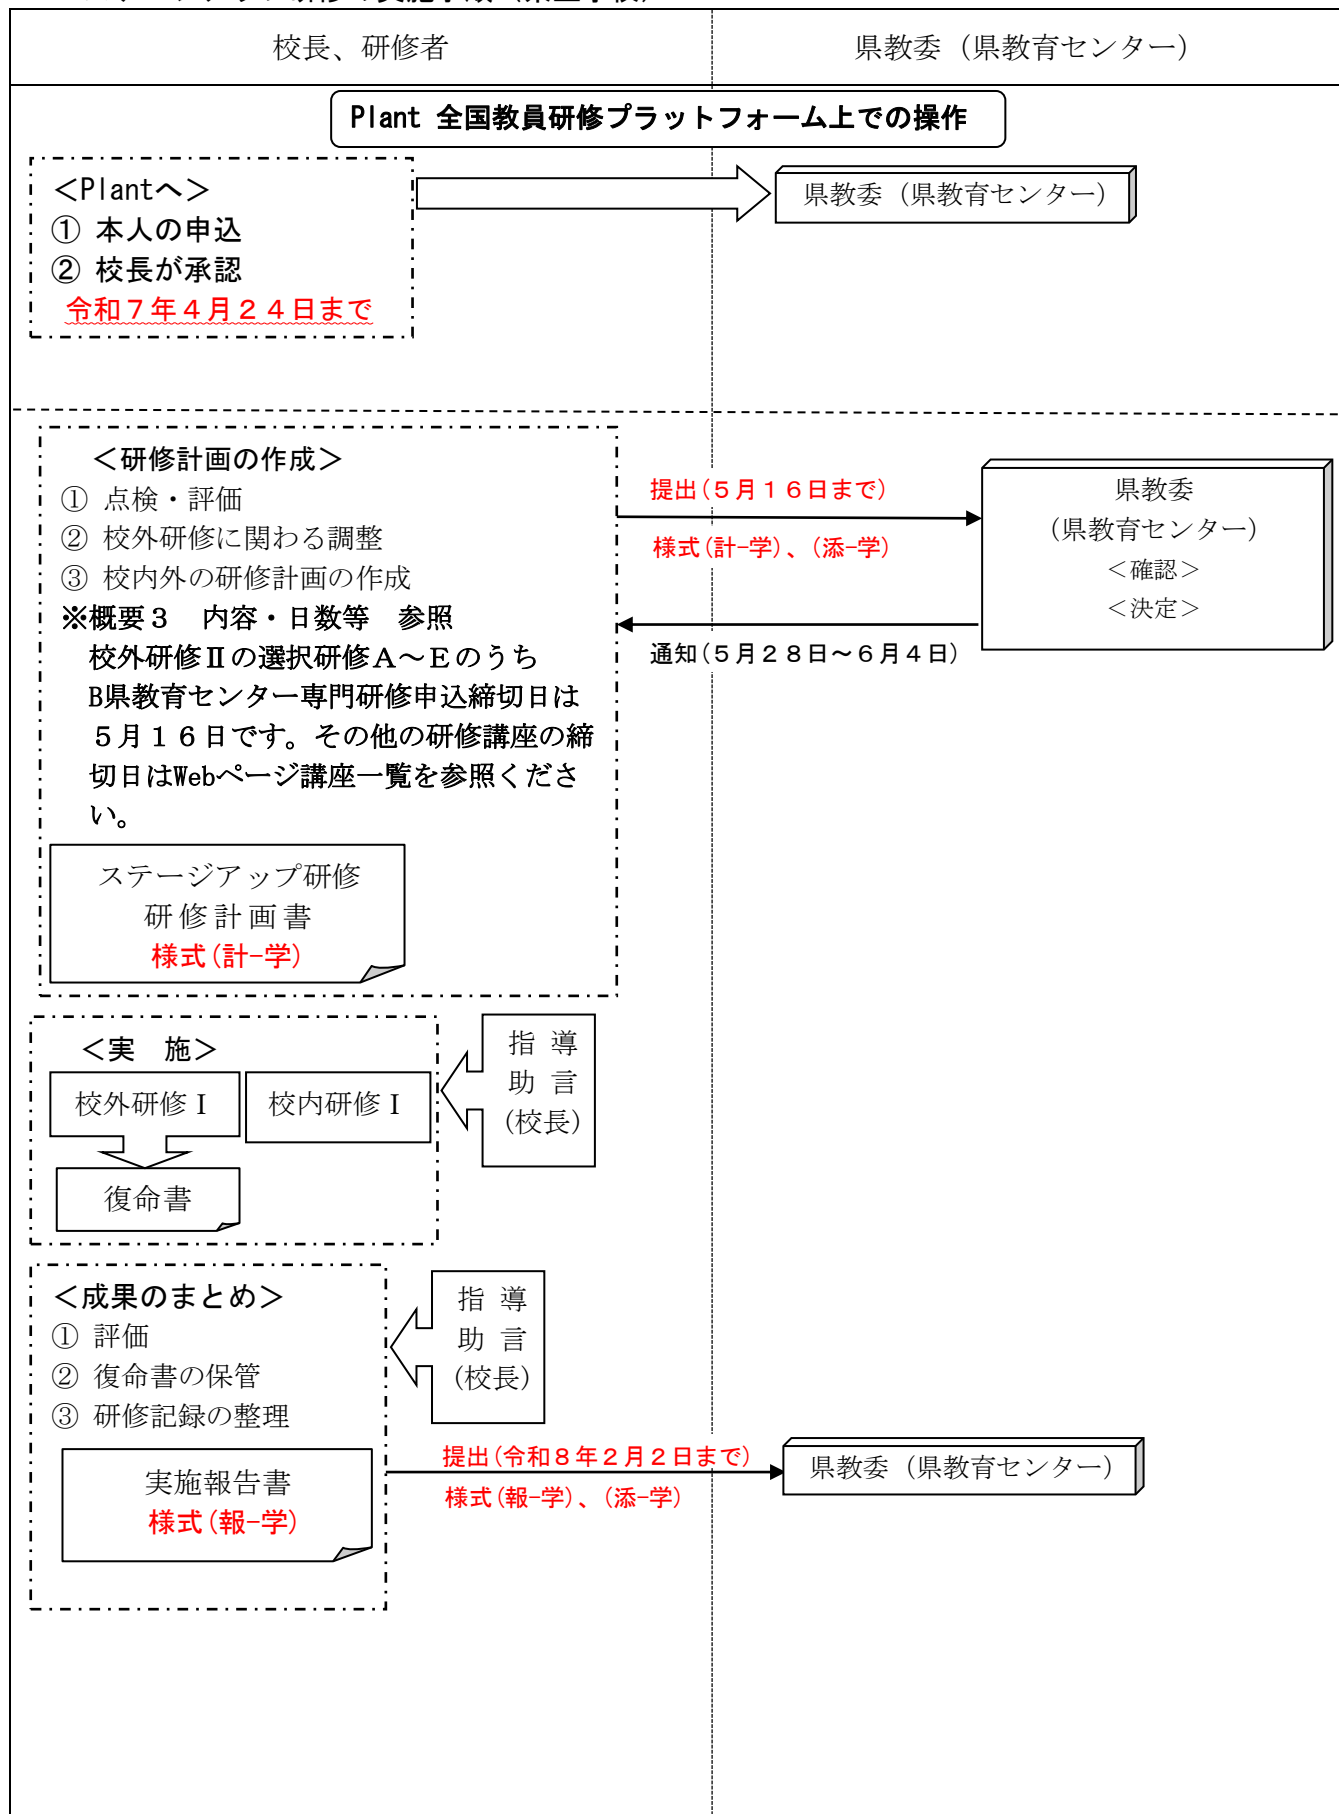 校長、研修者
県教委（県教育センター）
Plant 全国教員研修プラットフォーム上での操作
＜Plantへ＞
① 本人の申込
② 校長が承認
令和７年４月２４日まで
県教委（県教育センター）
＜研修計画の作成＞
① 点検・評価
② 校外研修に関わる調整
③ 校内外の研修計画の作成
※概要３　内容・日数等　参照
校外研修Ⅱの選択研修Ａ～Ｅのうち
B県教育センター専門研修申込締切日は
５月１６日です。その他の研修講座の締
切日はWebページ講座一覧を参照くださ
い。
ステージアップ研修
研修計画書
様式(計-学)
提出(５月１６日まで)
様式(計-学)、(添-学)
県教委
（県教育センター）
＜確認＞
＜決定＞
通知(５月２８日～６月４日)
＜実　施＞
校外研修Ⅰ
校内研修Ⅰ
復命書
指 導
助 言
(校長)
＜成果のまとめ＞
① 評価
② 復命書の保管
③ 研修記録の整理
実施報告書
様式(報-学)
指 導
助 言
(校長)
提出(令和８年２月２日まで)
様式(報-学)、(添-学)
県教委（県教育センター）